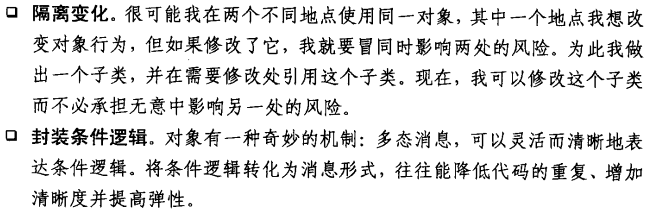 隔离变化。很可能我在两个不同地点使用同一对象，其中一个地点我想改
变对象行为，但如果修改了它，我就要冒同时影响两处的风险。为此我做
出一个子类，并在需要修改处引用这个子类。现在，我可以修改这个子类
而不必承担无意中影响另一处的风险。
封装条件逻辑。对象有一种奇妙的机制：多态消息，可以灵活而清晰地表
达条件逻辑。将条件逻辑转化为消息形式，往往能降低代码的重复、增加
清晰度并提高弹性。